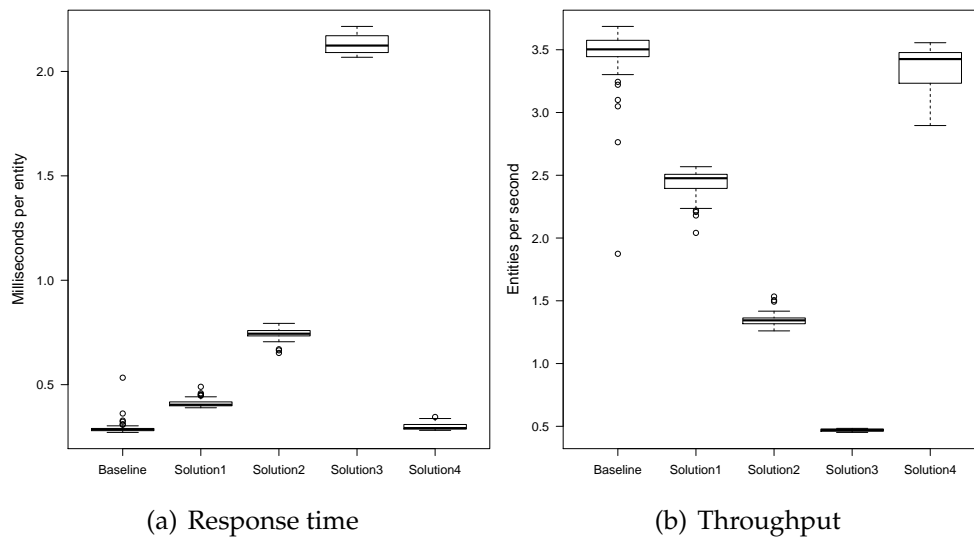 Milliseconds per entity
2.0
1.5
1.0
0.5
Baseline Solution1 Solution2 Solution3 Solution4
(a) Response time
Entities per second
3.5
3.0
2.5
2.0
1.5
1.0
0.5
Baseline Solution1 Solution2 Solution3 Solution4
(b) Throughput